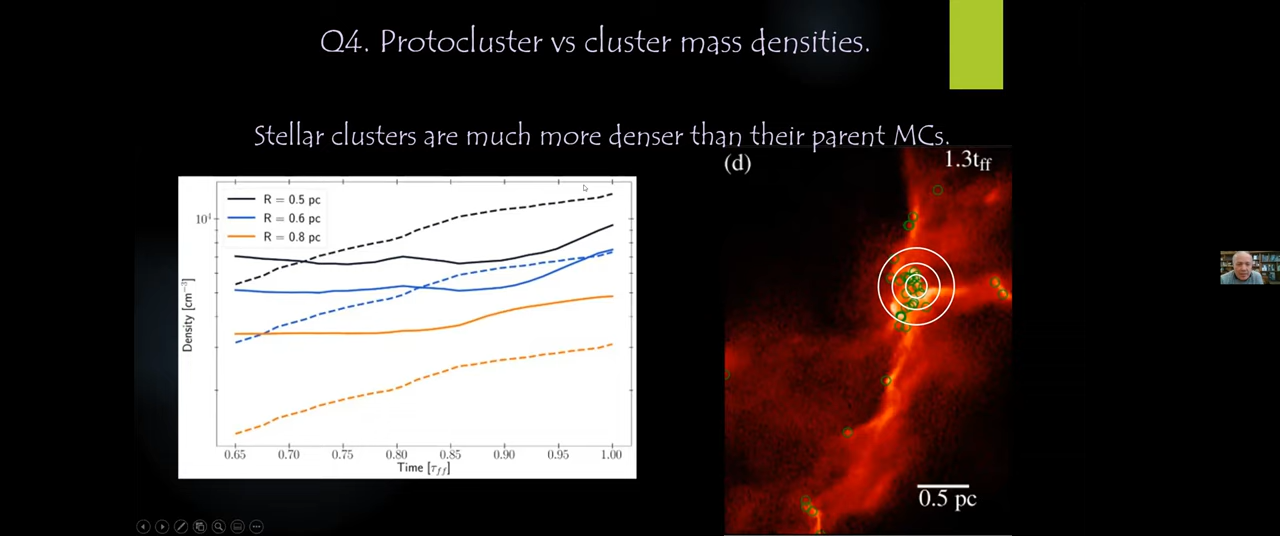 Q4. Protocluster vs cluster mass densities.
Stellar clusters are much more denser than their parent MCs.
R = 0.5 pc
R = 0.6 pc
R = 0.8 pc
10¹
Density [cm⁻³]
0.65 0.70 0.75 0.80 0.85 0.90 0.95 1.00
Time [τff]
(d) 1.3tff
0.5 pc